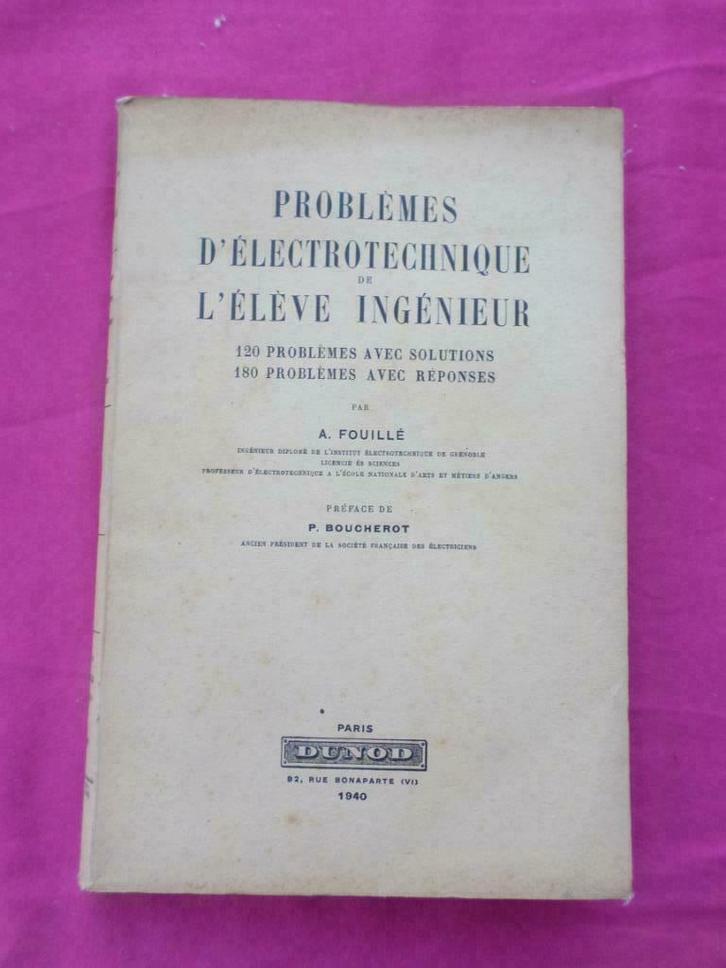 PROBLÈMES
D'ÉLECTROTECHNIQUE
DE
L'ÉLÈVE INGÉNIEUR
120 PROBLÈMES AVEC SOLUTIONS
180 PROBLÈMES AVEC RÉPONSES
PAR
A. FOUILLÉ
INGÉNIEUR DIPLOMÉ DE L'INSTITUT ÉLECTROTECHNIQUE DE GRENOBLE
LICENCIÉ ÈS SCIENCES
PROFESSEUR D'ÉLECTROTECHNIQUE A L'ÉCOLE NATIONALE D'ARTS ET MÉTIERS D'ANGERS
PRÉFACE DE
P. BOUCHEROT
ANCIEN PRÉSIDENT DE LA SOCIÉTÉ FRANÇAISE DES ÉLECTRICIENS
PARIS
DUNOD
92, RUE BONAPARTE (VI)
1940